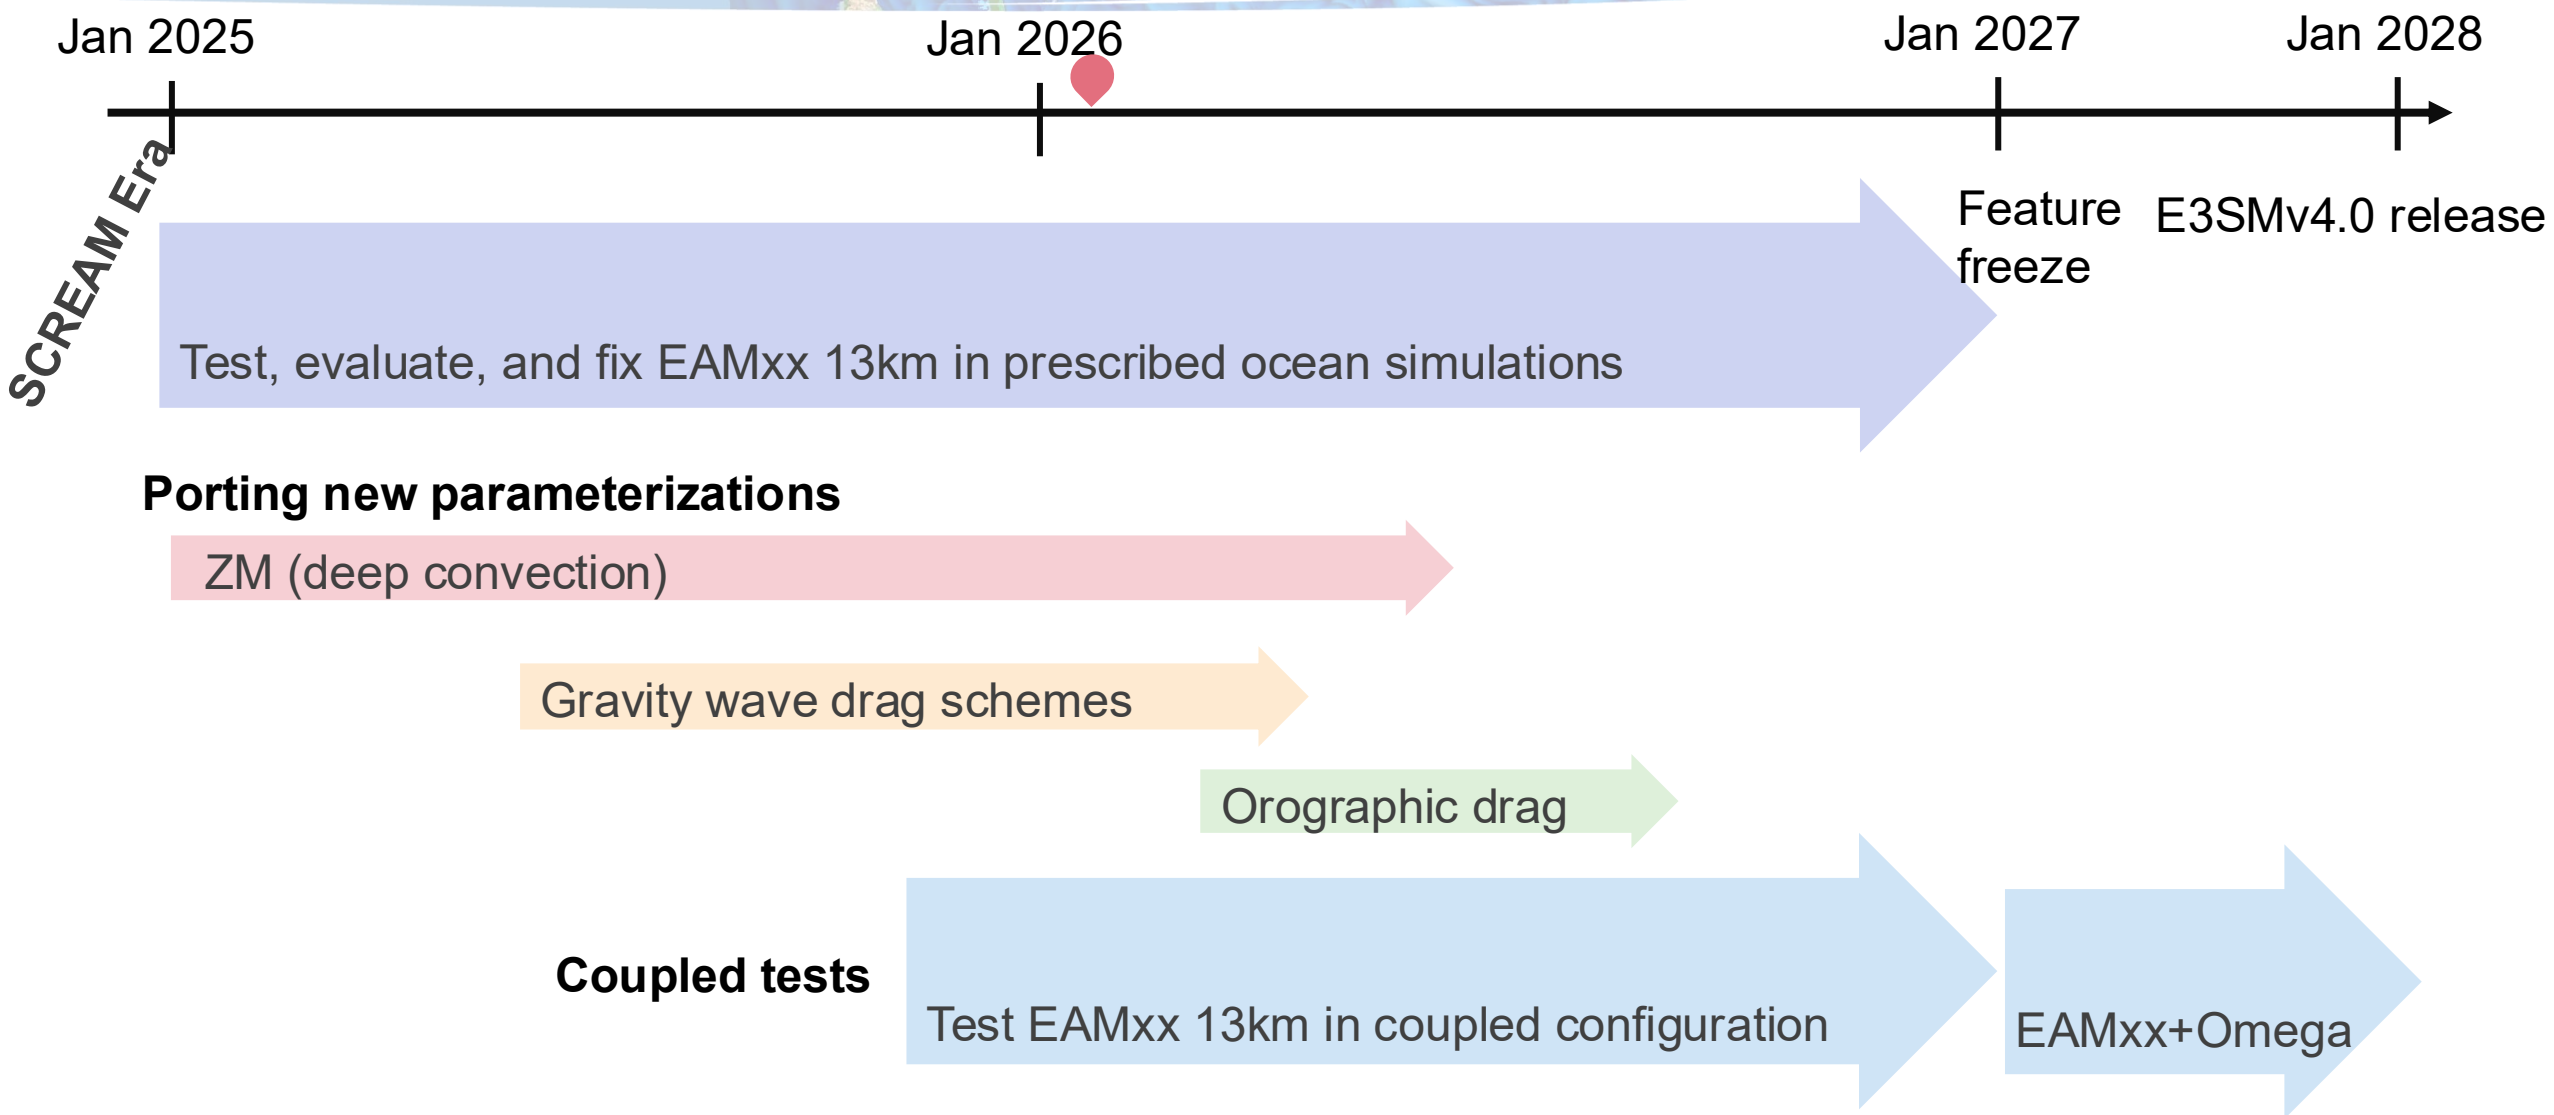 Jan 2025
Jan 2026
Jan 2027
Jan 2028
SCREAM Era
Feature
freeze
E3SMv4.0 release
Test, evaluate, and fix EAMxx 13km in prescribed ocean simulations
Porting new parameterizations
ZM (deep convection)
Gravity wave drag schemes
Orographic drag
Coupled tests
Test EAMxx 13km in coupled configuration
EAMxx+Omega